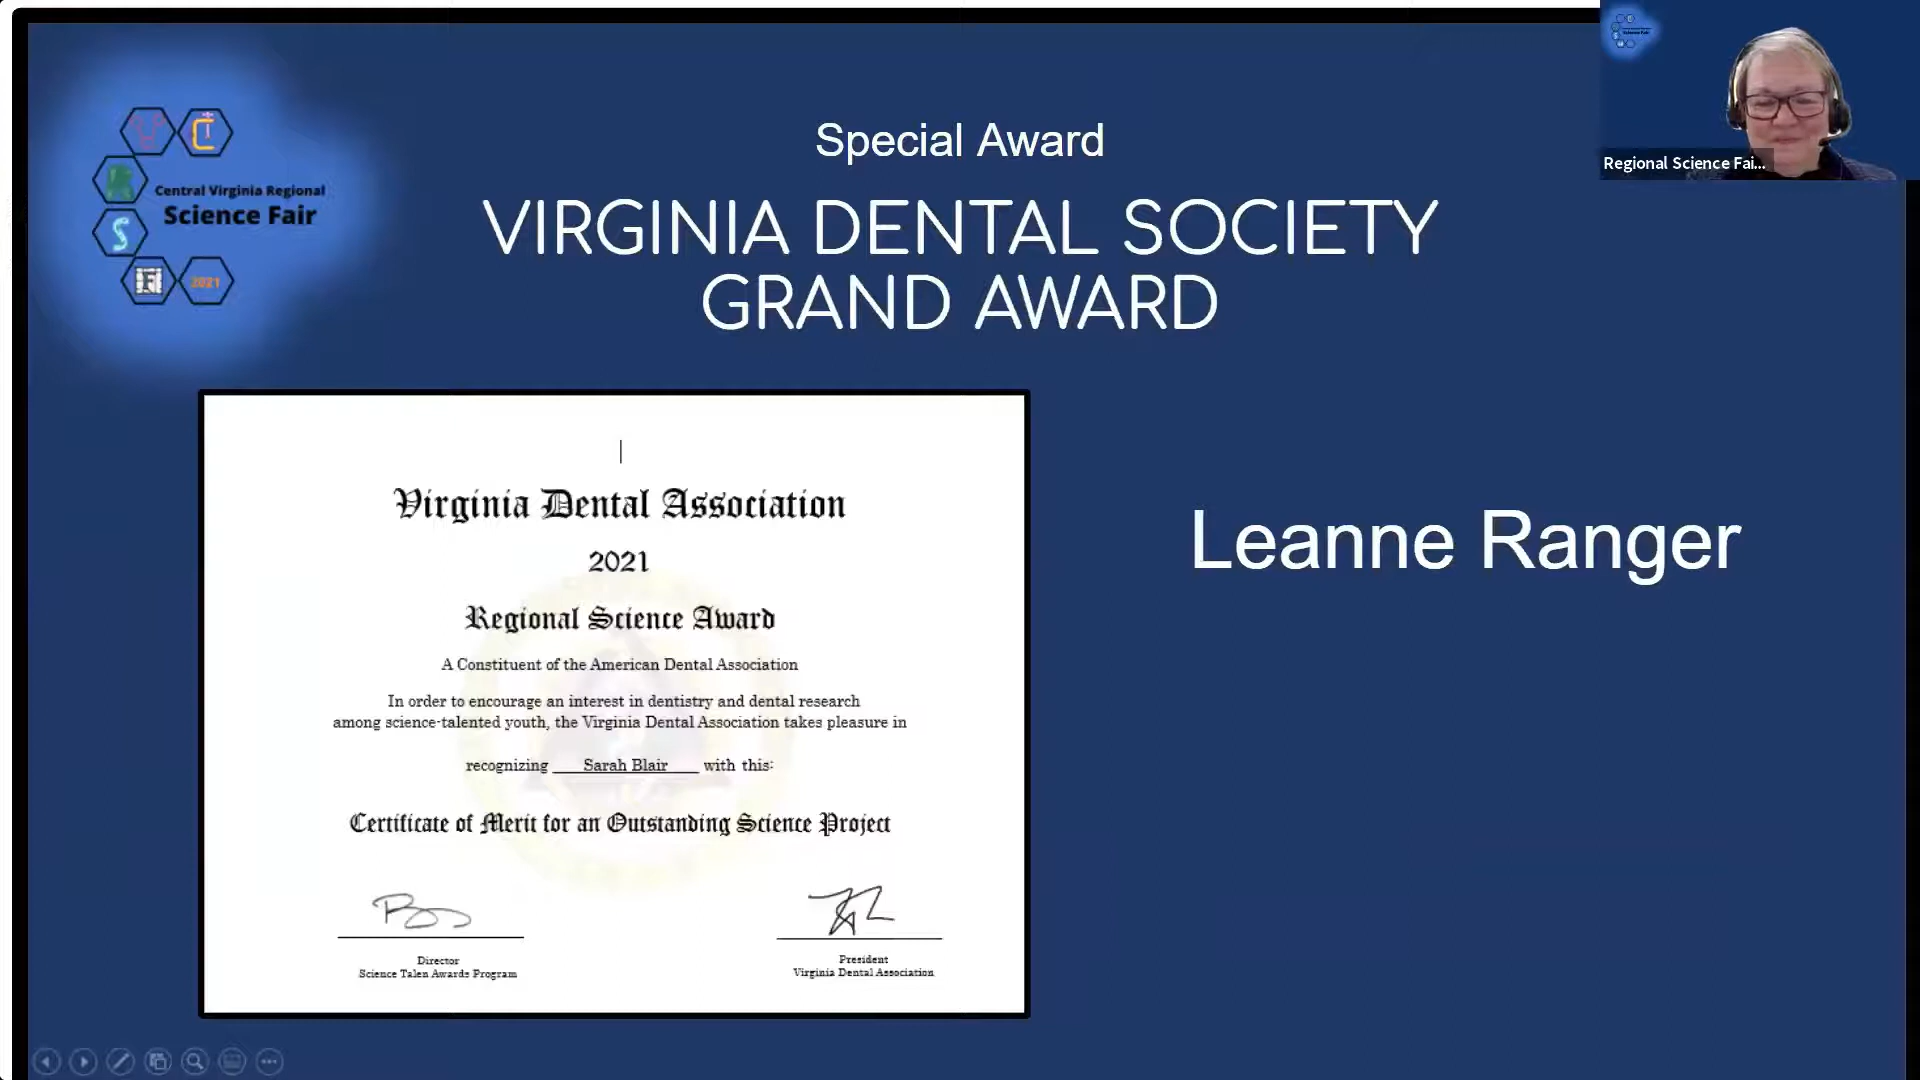 Special Award
VIRGINIA DENTAL SOCIETY
GRAND AWARD
Central Virginia Regional
Science Fair
C
R
S
F
2021
Regional Science Fai...
Virginia Dental Association
2021
Regional Science Award
A Constituent of the American Dental Association
In order to encourage an interest in dentistry and dental research
among science-talented youth, the Virginia Dental Association takes pleasure in
recognizing Sarah Blair with this:
Certificate of Merit for an Outstanding Science Project
Director
Science Talen Awards Program
President
Virginia Dental Association
Leanne Ranger